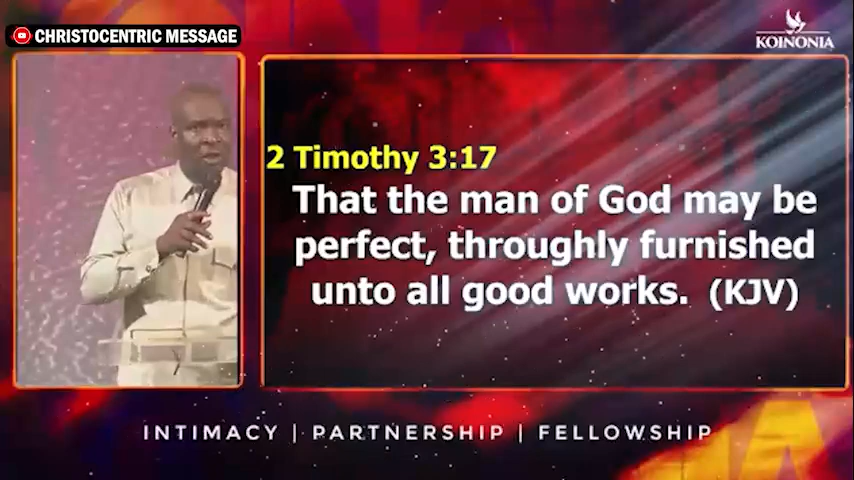 CHRISTOCENTRIC MESSAGE
KOINONIA
2 Timothy 3:17
That the man of God may be
perfect, throughly furnished
unto all good works. (KJV)
INTIMACY | PARTNERSHIP | FELLOWSHIP